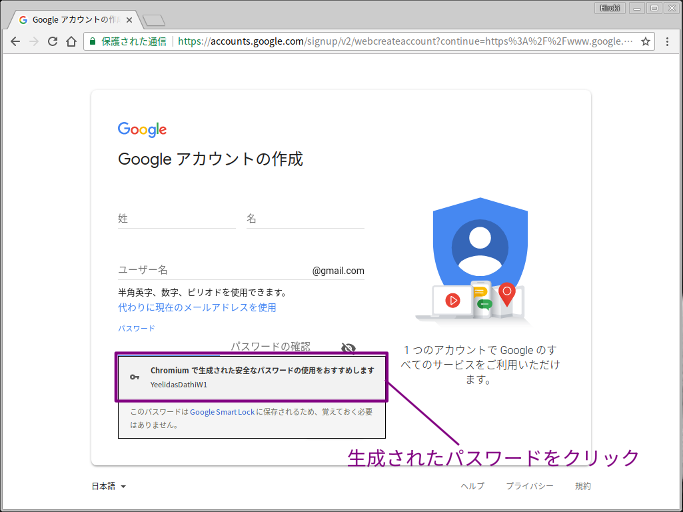 Google アカウントの作成
Hiroki
保護された通信
https://accounts.google.com/signup/v2/webcreateaccount?continue=https%3A%2F%2Fwww.google.…
Google
Google アカウントの作成
姓 名
ユーザー名 @gmail.com
半角英字、数字、ピリオドを使用できます。
代わりに現在のメールアドレスを使用
パスワード
パスワードの確認
Chromium で生成された安全なパスワードの使用をおすすめします
YeelidasDathiW1
このパスワードは Google Smart Lock に保存されるため、覚えておく必要
はありません。
1 つのアカウントで Google のす
べてのサービスをご利用いただけ
ます。
生成されたパスワードをクリック
日本語 ヘルプ プライバシー 規約